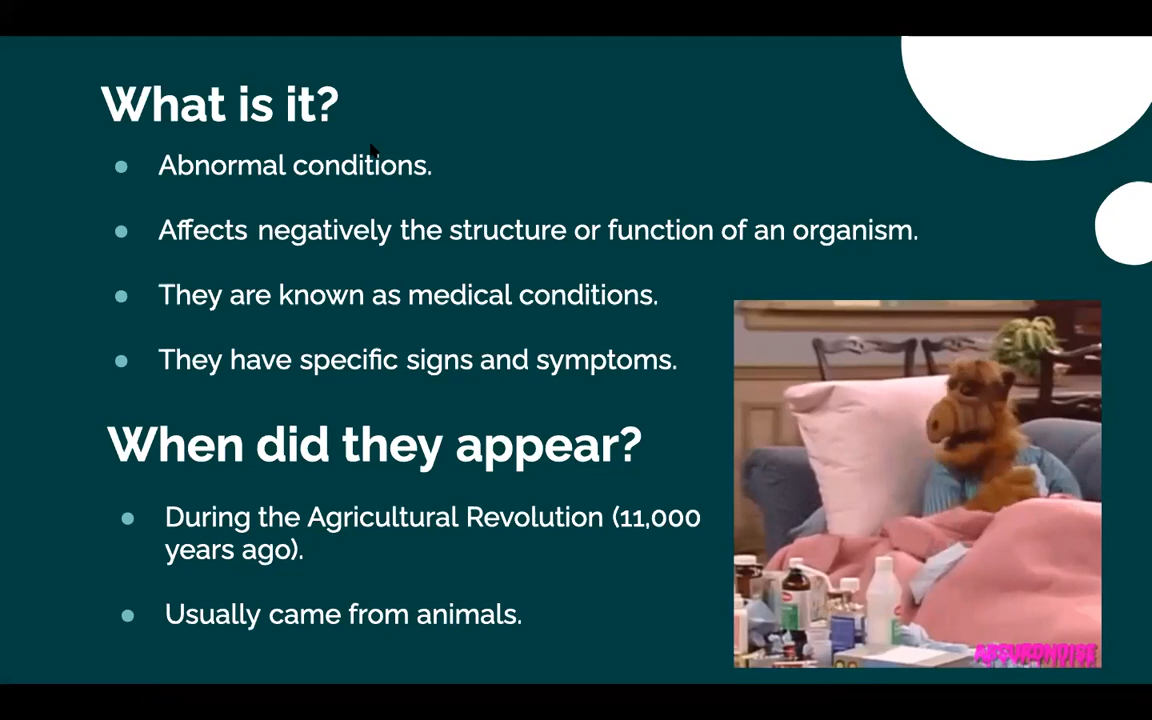 What is it?
Abnormal conditions.
Affects negatively the structure or function of an organism.
They are known as medical conditions.
They have specific signs and symptoms.
When did they appear?
During the Agricultural Revolution (11,000
years ago).
Usually came from animals.
ABSURDNOISE